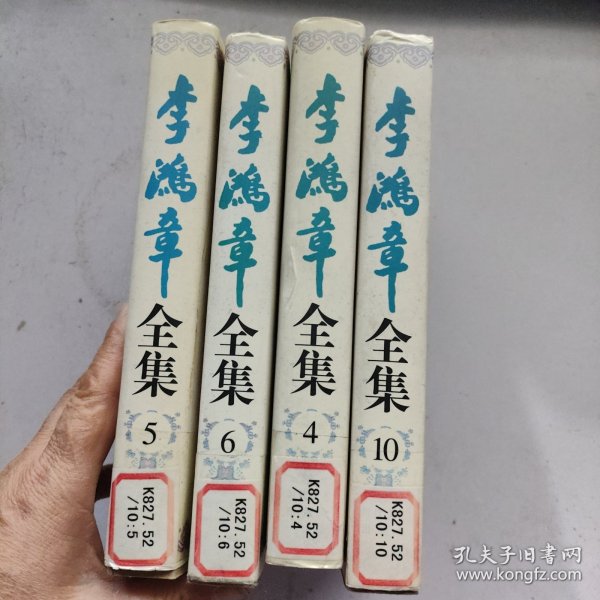 李鴻章
全集
5
K827.52
/10:5
李鴻章
全集
6
K827.52
/10:6
李鴻章
全集
4
K827.52
/10:4
李鴻章
全集
10
K827.52
/10:10
孔夫子旧书网
www.kongfz.com